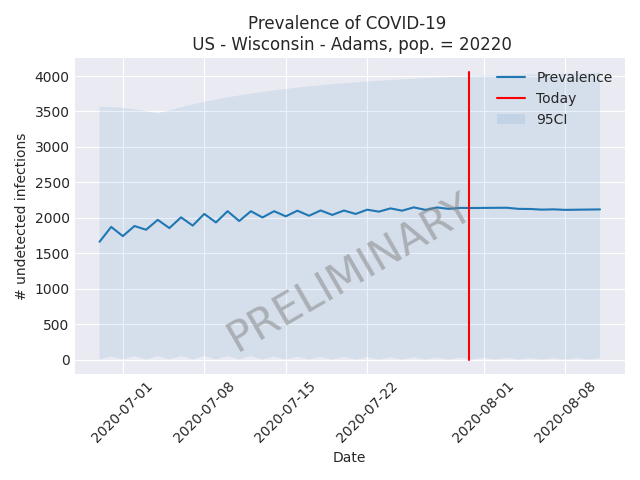 Prevalence of COVID-19
US - Wisconsin - Adams, pop. = 20220
4000
3500
3000
2500
2000
1500
1000
500
0
# undetected infections
Prevalence
Today
95CI
PRELIMINARY
2020-07-01
2020-07-08
2020-07-15
2020-07-22
2020-08-01
2020-08-08
Date